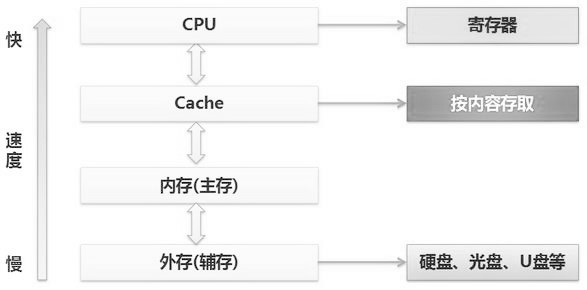 快
CPU
寄存器
Cache
按内容存取
速度
内存(主存)
慢
外存(辅存)
硬盘、光盘、U盘等